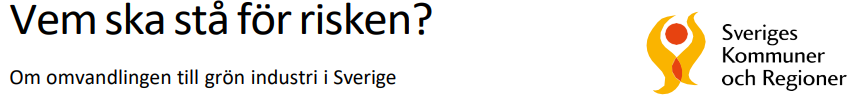 Vem ska stå för risken?
Om omvandlingen till grön industri i Sverige
Sveriges
Kommuner
och Regioner